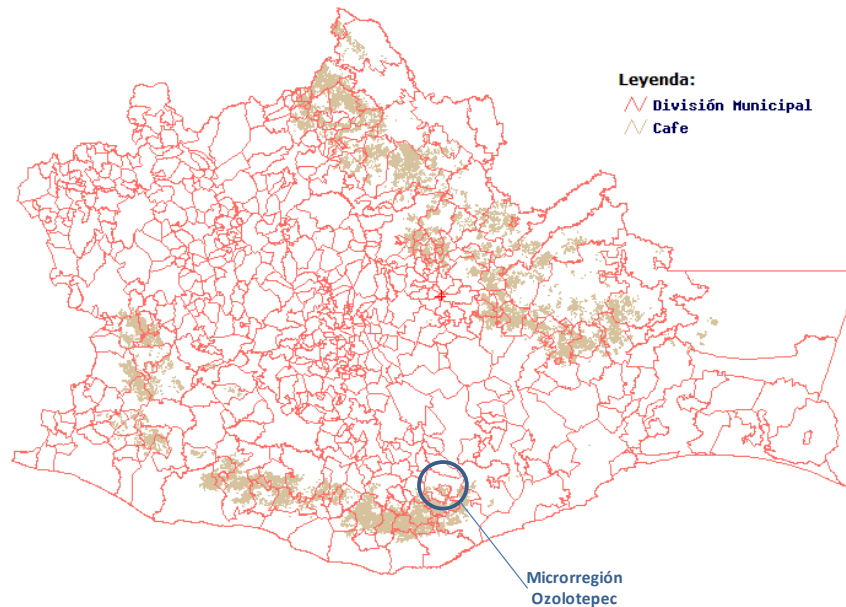 Leyenda:
División Municipal
Cafe
Microrregión
Ozolotepec